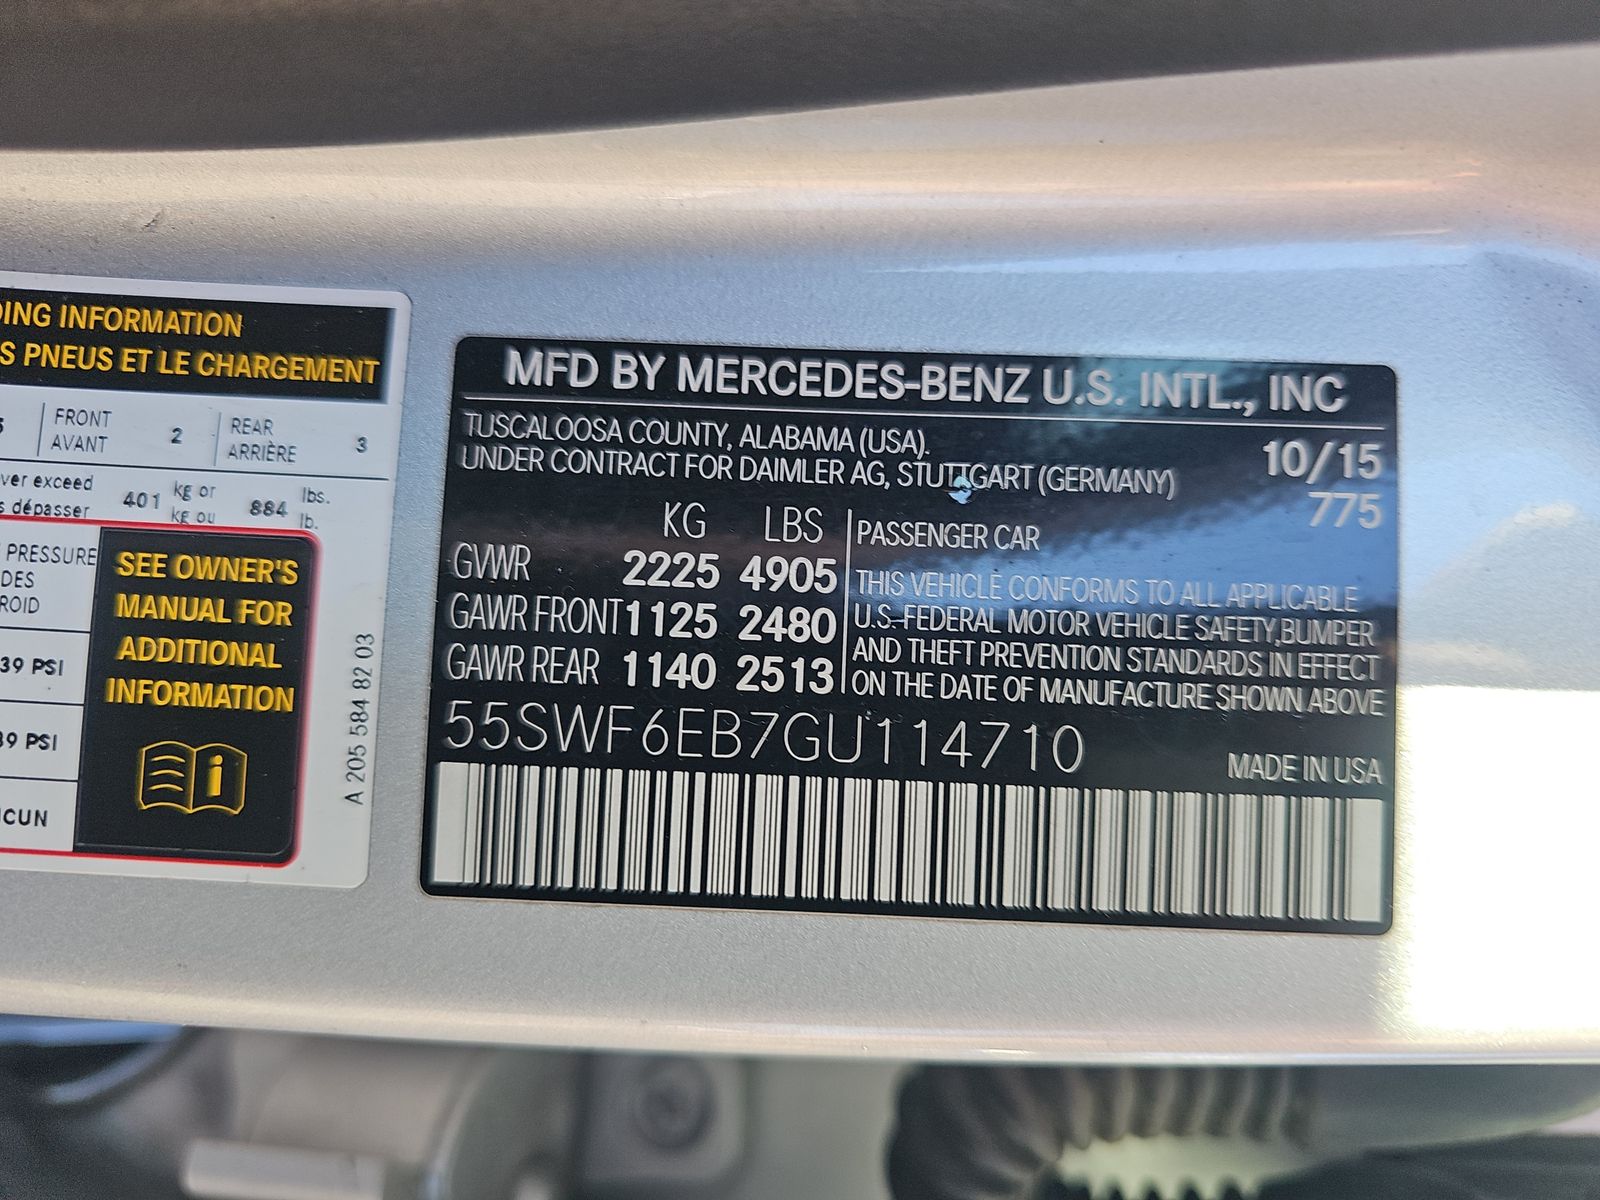 DING INFORMATION
S PNEUS ET LE CHARGEMENT
5 FRONT AVANT 2 REAR ARRIÈRE 3
ver exceed
s dépasser 401 kg or kg ou 884 lbs. lb.
PRESSURE
DES
ROID
39 PSI
39 PSI
CUN
SEE OWNER'S
MANUAL FOR
ADDITIONAL
INFORMATION
A 205 584 82 03
MFD BY MERCEDES-BENZ U.S. INTL., INC
TUSCALOOSA COUNTY, ALABAMA (USA).
UNDER CONTRACT FOR DAIMLER AG, STUTTGART (GERMANY)
10/15
775
KG LBS
GVWR 2225 4905
GAWR FRONT 1125 2480
GAWR REAR 1140 2513
PASSENGER CAR
THIS VEHICLE CONFORMS TO ALL APPLICABLE
U.S. FEDERAL MOTOR VEHICLE SAFETY,BUMPER
AND THEFT PREVENTION STANDARDS IN EFFECT
ON THE DATE OF MANUFACTURE SHOWN ABOVE
55SWF6EB7GU114710
MADE IN USA